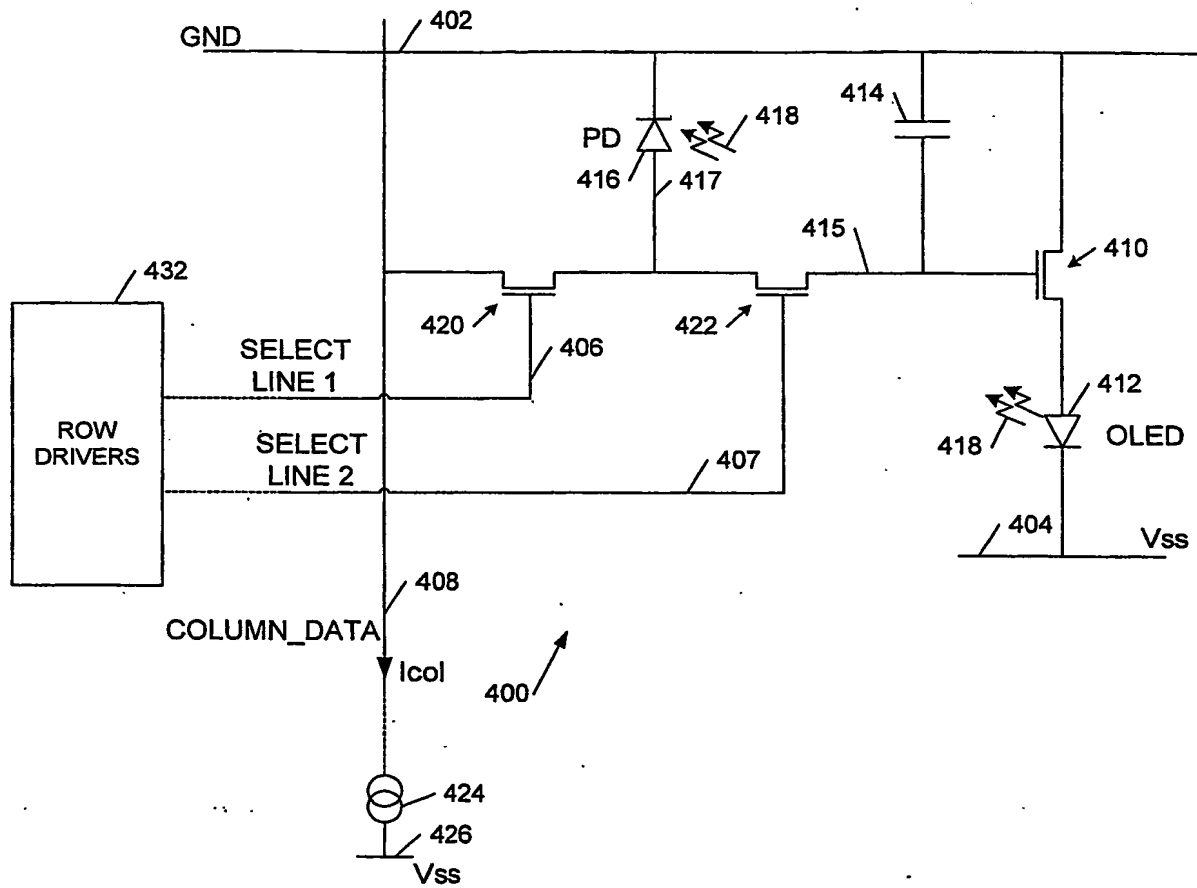 402
GND
414
PD
418
416
417
415
410
432
420
422
SELECT
LINE 1
406
412
ROW
DRIVERS
SELECT
LINE 2
418
OLED
407
404
Vss
408
COLUMN_DATA
Icol
400
424
426
Vss